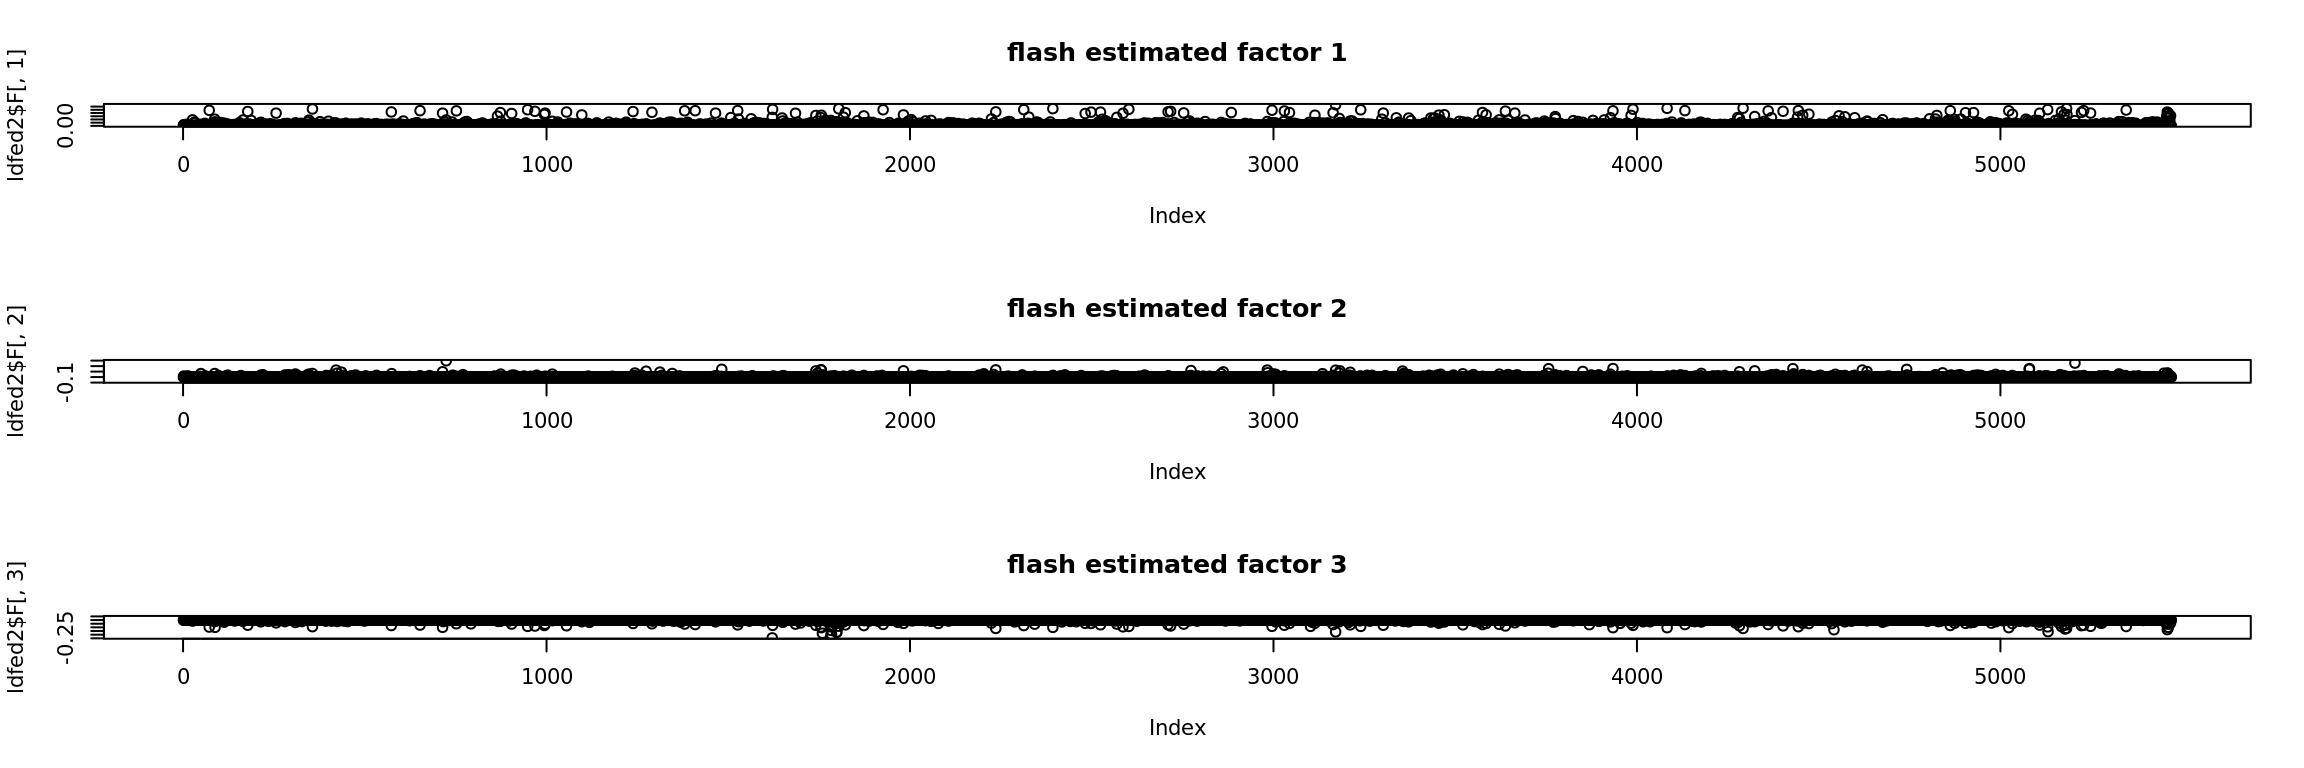 flash estimated factor 1
ldfed2$F[, 1]
0.00
0 1000 2000 3000 4000 5000
Index
flash estimated factor 2
ldfed2$F[, 2]
-0.1
0 1000 2000 3000 4000 5000
Index
flash estimated factor 3
ldfed2$F[, 3]
-0.25
0 1000 2000 3000 4000 5000
Index